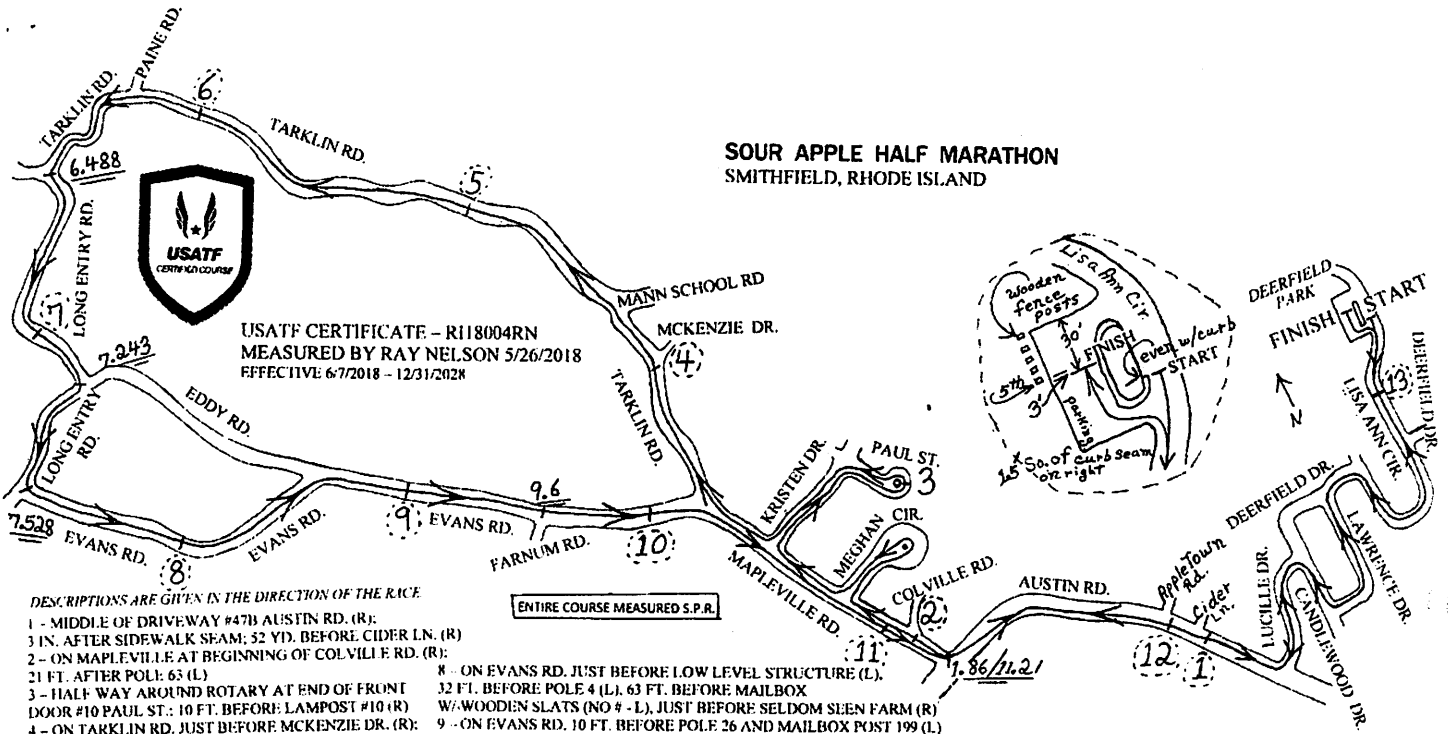 SOUR APPLE HALF MARATHON
SMITHFIELD, RHODE ISLAND
PAINE RD.
TARKLIN RD.
6
TARKLIN RD.
6.488
5
USATF
CERTIFIED COURSE
LONG ENTRY RD.
7
7.243
USATF CERTIFICATE – RI18004RN
MEASURED BY RAY NELSON 5/26/2018
EFFECTIVE 6/7/2018 – 12/31/2028
MANN SCHOOL RD
MCKENZIE DR.
4
TARKLIN RD.
Lisa Ann Cir.
Wooden
fence
posts
30'
FINISH
even w/curb
START
5th
3'
parking
15' So. of curb seam
on right
DEERFIELD
PARK
START
FINISH
N
DEERFIELD DR.
13
LISA ANN CIR.
EDDY RD.
LONG ENTRY
RD.
7.528
EVANS RD.
8
EVANS RD.
9
EVANS RD.
9.6
FARNUM RD.
10
KRISTEN DR.
PAUL ST.
3
MEGHAN CIR.
MAPLEVILLE RD.
COLVILLE RD.
2
11
1.86/11.21
AUSTIN RD.
AppleTown
Rd.
Cider
Ln.
12
1
DEERFIELD DR.
LUCILLE DR.
CANDLEWOOD DR.
LAWRENCE DR.
ENTIRE COURSE MEASURED S.P.R.
DESCRIPTIONS ARE GIVEN IN THE DIRECTION OF THE RACE
1 - MIDDLE OF DRIVEWAY #47B AUSTIN RD. (R);
3 IN. AFTER SIDEWALK SEAM; 52 YD. BEFORE CIDER LN. (R)
2 – ON MAPLEVILLE AT BEGINNING OF COLVILLE RD. (R);
21 FT. AFTER POLE 63 (L)
3 – HALF WAY AROUND ROTARY AT END OF FRONT
DOOR #10 PAUL ST.; 10 FT. BEFORE LAMPOST #10 (R)
4 – ON TARKLIN RD. JUST BEFORE MCKENZIE DR. (R);
8 – ON EVANS RD. JUST BEFORE LOW LEVEL STRUCTURE (L),
32 FT. BEFORE POLE 4 (L), 63 FT. BEFORE MAILBOX
W/-WOODEN SLATS (NO # - L), JUST BEFORE SELDOM SEEN FARM (R)
9 – ON EVANS RD. 10 FT. BEFORE POLE 26 AND MAILBOX POST 199 (L)